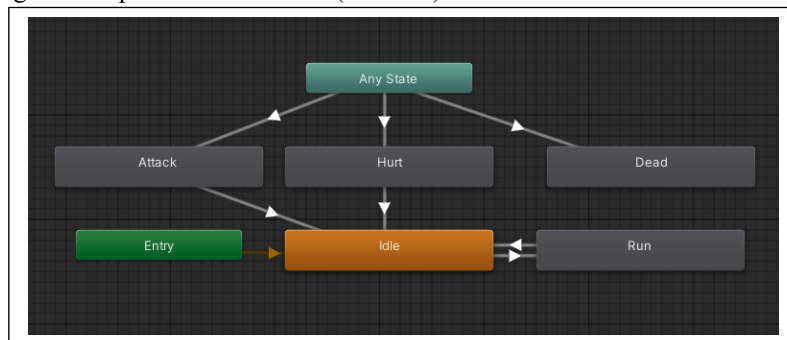 Any State
Attack
Hurt
Dead
Entry
Idle
Run